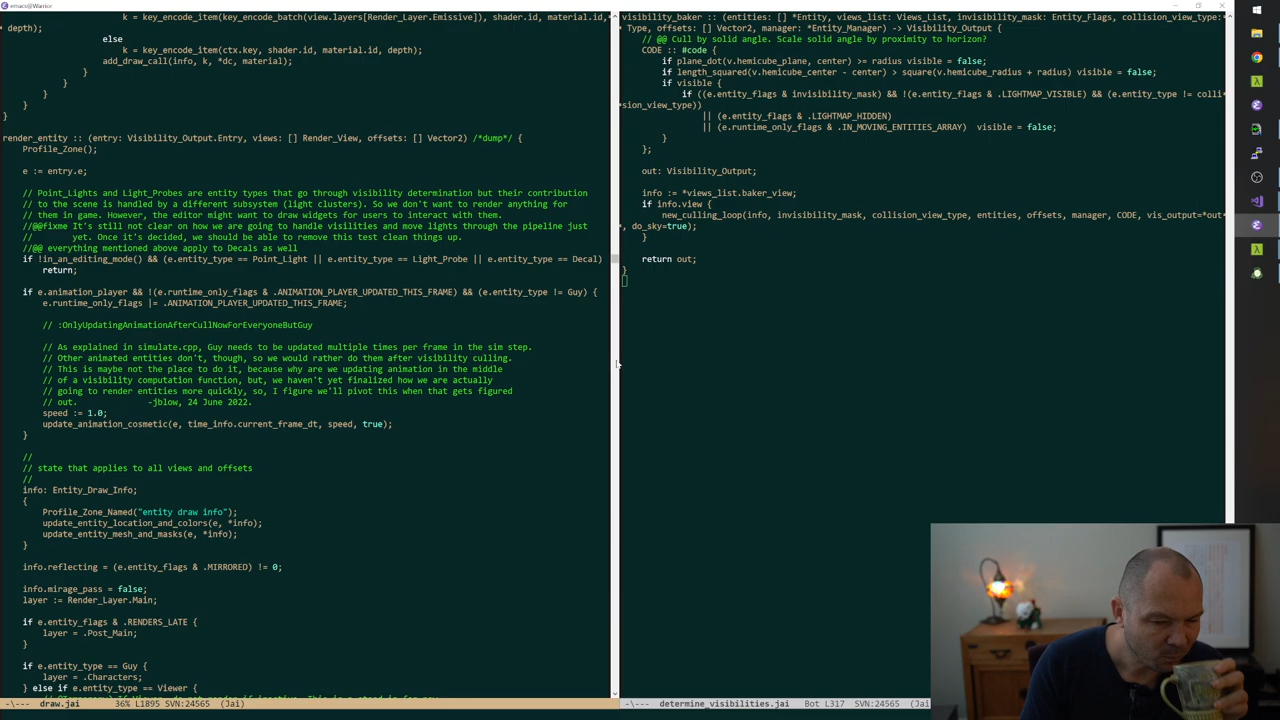 emacs@Warrior
k = key_encode_item(key_encode_batch(view.layers[Render_Layer.Emissive]), shader.id, material.id,
depth);
else
k = key_encode_item(ctx.key, shader.id, material.id, depth);
add_draw_call(info, k, *dc, material);
}
}
}
}
}
render_entity :: (entry: Visibility_Output.Entry, views: [] Render_View, offsets: [] Vector2) /*dump*/ {
Profile_Zone();
e := entry.e;
// Point_Lights and Light_Probes are entity types that go through visibility determination but their contribution
// to the scene is handled by a different subsystem (light clusters). So we don't want to render anything for
// them in game. However, the editor might want to draw widgets for users to interact with them.
//@@fixme It's still not clear on how we are going to handle visilities and move lights through the pipeline just
// yet. Once it's decided, we should be able to remove this test clean things up.
//@@ everything mentioned above apply to Decals as well
if !in_an_editing_mode() && (e.entity_type == Point_Light || e.entity_type == Light_Probe || e.entity_type == Decal)
return;
if e.animation_player && !(e.runtime_only_flags & .ANIMATION_PLAYER_UPDATED_THIS_FRAME) && (e.entity_type != Guy) {
e.runtime_only_flags |= .ANIMATION_PLAYER_UPDATED_THIS_FRAME;
// :OnlyUpdatingAnimationAfterCullNowForEveryoneButGuy
// As explained in simulate.cpp, Guy needs to be updated multiple times per frame in the sim step.
// Other animated entities don't, though, so we would rather do them after visibility culling.
// This is maybe not the place to do it, because why are we updating animation in the middle
// of a visibility computation function, but, we haven't yet finalized how we are actually
// going to render entities more quickly, so, I figure we'll pivot this when that gets figured
// out. -jblow, 24 June 2022.
speed := 1.0;
update_animation_cosmetic(e, time_info.current_frame_dt, speed, true);
}
//
// state that applies to all views and offsets
//
info: Entity_Draw_Info;
{
Profile_Zone_Named("entity draw info");
update_entity_location_and_colors(e, *info);
update_entity_mesh_and_masks(e, *info);
}
info.reflecting = (e.entity_flags & .MIRRORED) != 0;
info.mirage_pass = false;
layer := Render_Layer.Main;
if e.entity_flags & .RENDERS_LATE {
layer = .Post_Main;
}
if e.entity_type == Guy {
layer = .Characters;
} else if e.entity_type == Viewer {
-\--- draw.jai 36% L1895 SVN:24565 (Jai)
visibility_baker :: (entities: [] *Entity, views_list: Views_List, invisibility_mask: Entity_Flags, collision_view_type:
Type, offsets: [] Vector2, manager: *Entity_Manager) -> Visibility_Output {
// @@ Cull by solid angle. Scale solid angle by proximity to horizon?
CODE :: #code {
if plane_dot(v.hemicube_plane, center) >= radius visible = false;
if length_squared(v.hemicube_center - center) > square(v.hemicube_radius + radius) visible = false;
if visible {
if ((e.entity_flags & invisibility_mask) && !(e.entity_flags & .LIGHTMAP_VISIBLE) && (e.entity_type != colli
sion_view_type))
|| (e.entity_flags & .LIGHTMAP_HIDDEN)
|| (e.runtime_only_flags & .IN_MOVING_ENTITIES_ARRAY) visible = false;
}
};
out: Visibility_Output;
info := *views_list.baker_view;
if info.view {
new_culling_loop(info, invisibility_mask, collision_view_type, entities, offsets, manager, CODE, vis_output=*out
, do_sky=true);
}
return out;
}
-\--- determine_visibilities.jai Bot L317 SVN:24565 (Jai